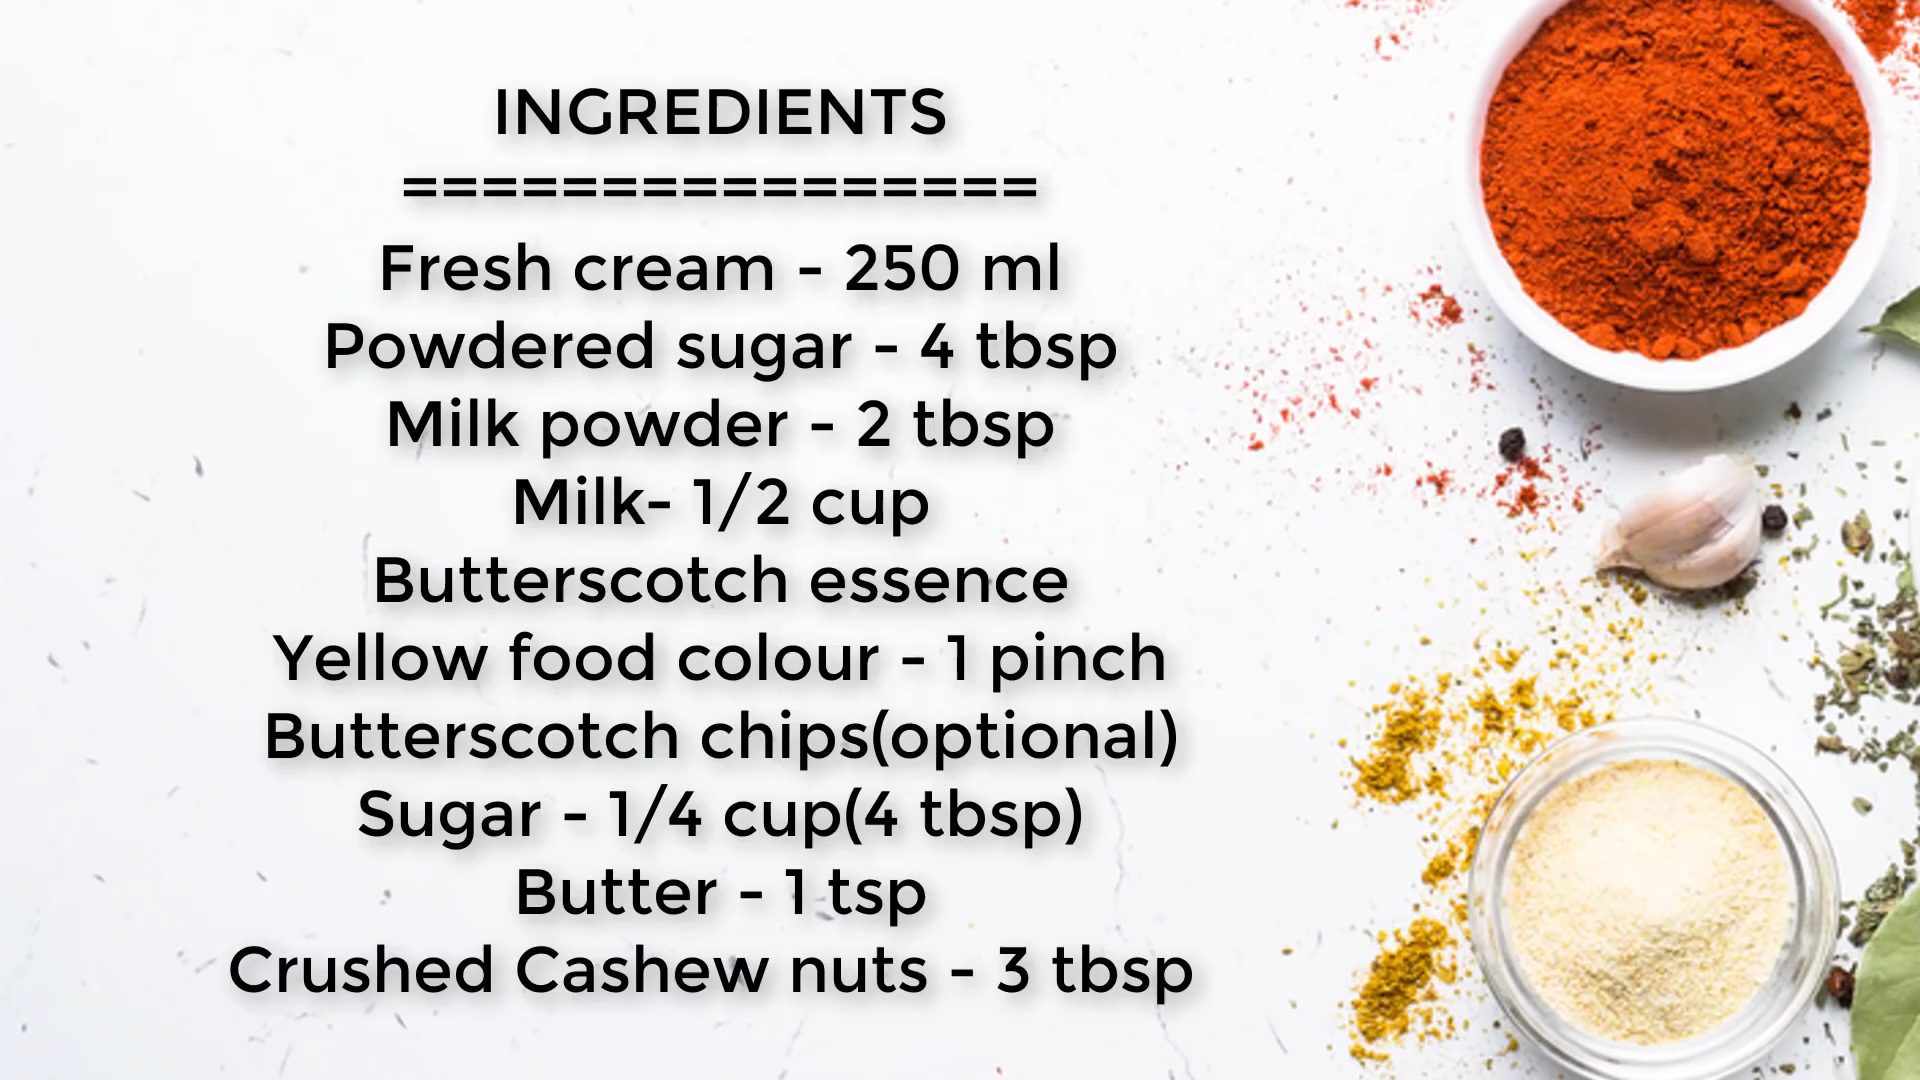 INGREDIENTS
================
Fresh cream - 250 ml
Powdered sugar - 4 tbsp
Milk powder - 2 tbsp
Milk- 1/2 cup
Butterscotch essence
Yellow food colour - 1 pinch
Butterscotch chips(optional)
Sugar - 1/4 cup(4 tbsp)
Butter - 1 tsp
Crushed Cashew nuts - 3 tbsp